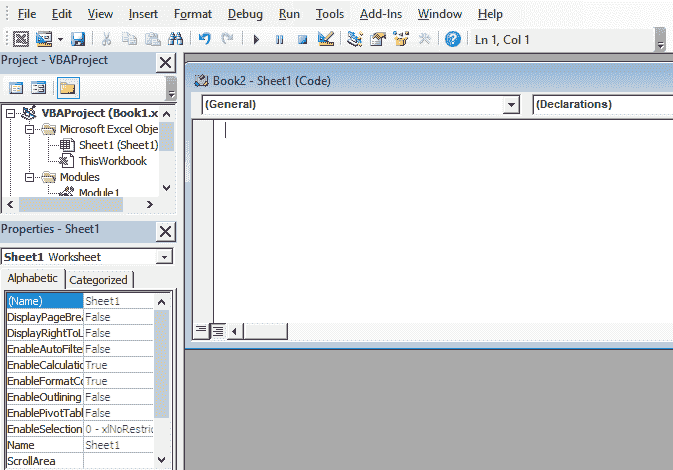 File Edit View Insert Format Debug Run Tools Add-Ins Window Help
Ln 1, Col 1
Project - VBAProject
VBAProject (Book1.x
Microsoft Excel Obje
Sheet1 (Sheet1)
ThisWorkbook
Modules
Module1
Properties - Sheet1
Sheet1 Worksheet
Alphabetic Categorized
(Name) Sheet1
DisplayPageBrea False
DisplayRightToL False
EnableAutoFilte False
EnableCalculatio True
EnableFormatCo True
EnableOutlining False
EnablePivotTabl False
EnableSelection 0 - xlNoRestric
Name Sheet1
ScrollArea
Book2 - Sheet1 (Code)
(General) (Declarations)